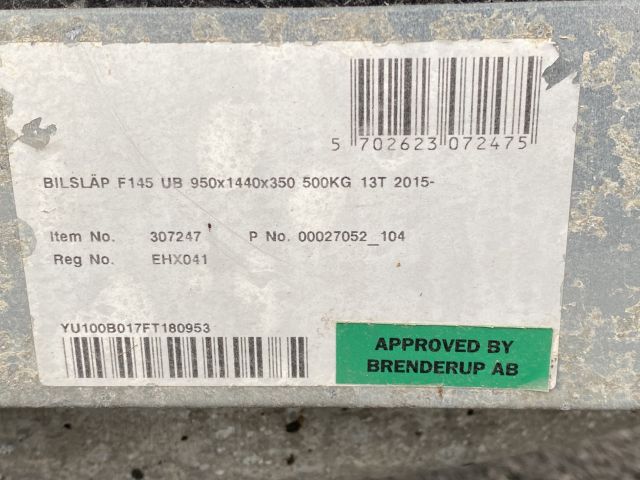 5 702623 072475
BILSLÄP F145 UB 950x1440x350 500KG 13T 2015-
Item No. 307247 P No. 00027052_104
Reg No. EHX041
YU100B017FT180953
APPROVED BY
BRENDERUP AB